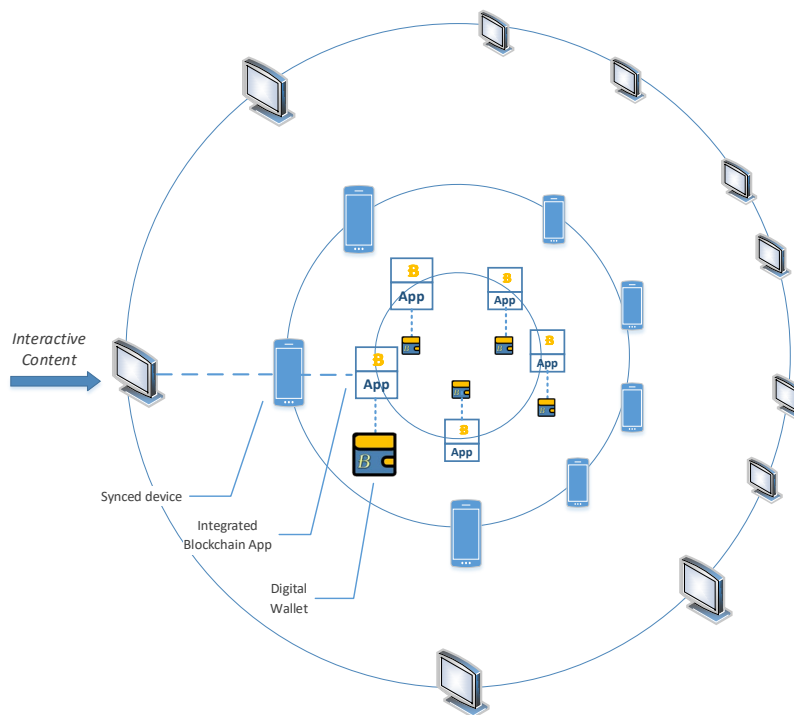 B
App
B
App
B
App
B
App
B
App
B
B
B
B
B
Interactive
Content
Synced device
Integrated
Blockchain App
Digital
Wallet